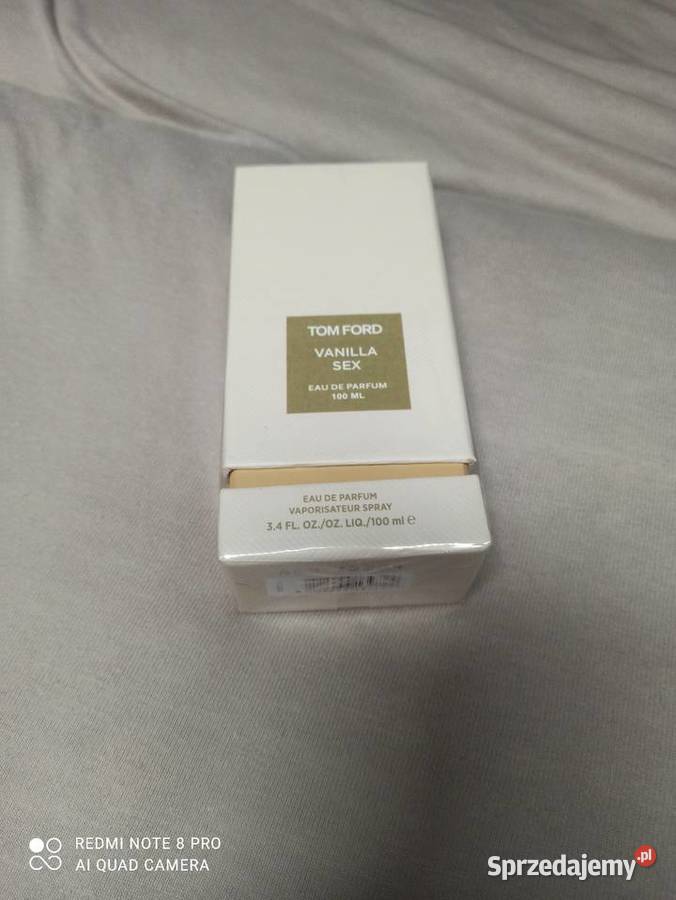 TOM FORD
VANILLA
SEX
EAU DE PARFUM
100 ML
EAU DE PARFUM
VAPORISATEUR SPRAY
3.4 FL. OZ./OZ. LIQ./100 ml ℮
REDMI NOTE 8 PRO
AI QUAD CAMERA
Sprzedajemy.pl